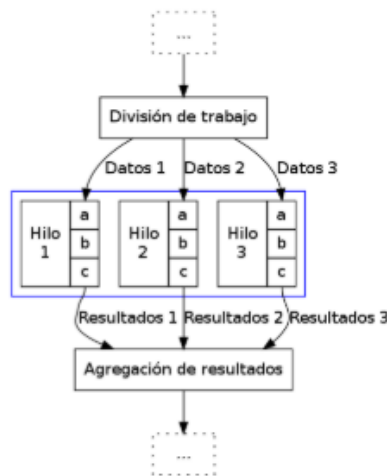 ...
División de trabajo
Datos 1 Datos 2 Datos 3
Hilo 1 a b c
Hilo 2 a b c
Hilo 3 a b c
Resultados 1 Resultados 2 Resultados 3
Agregación de resultados
...